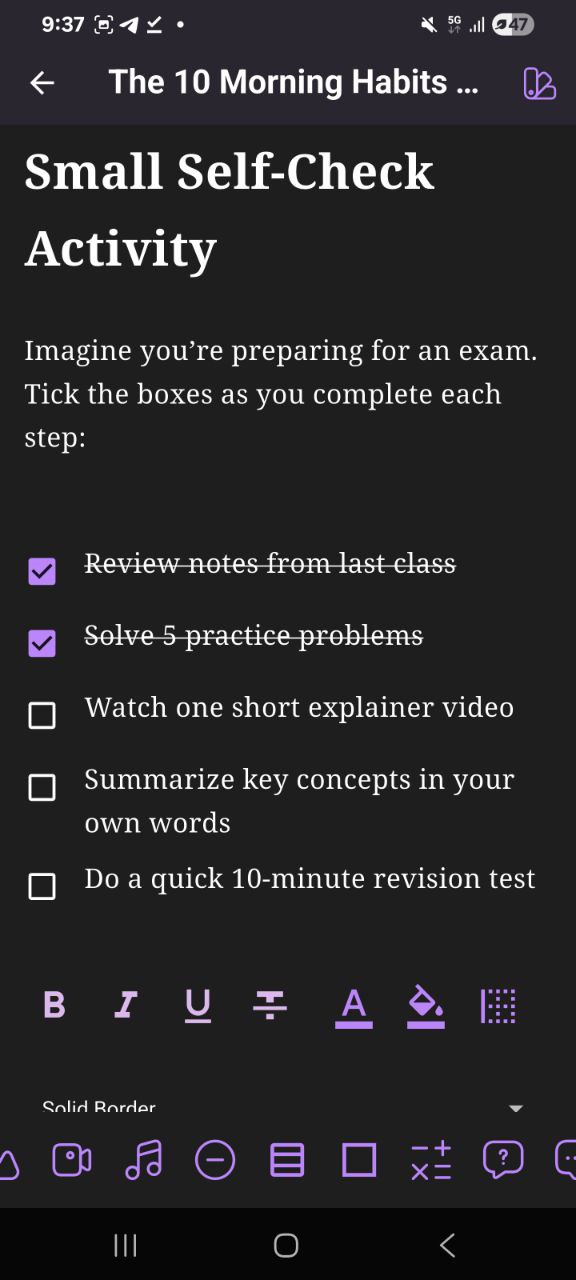 9:37
5G
47
The 10 Morning Habits ...
Small Self-Check
Activity
Imagine you’re preparing for an exam.
Tick the boxes as you complete each
step:
Review notes from last class
Solve 5 practice problems
Watch one short explainer video
Summarize key concepts in your
own words
Do a quick 10-minute revision test
B I U T A
Solid Border